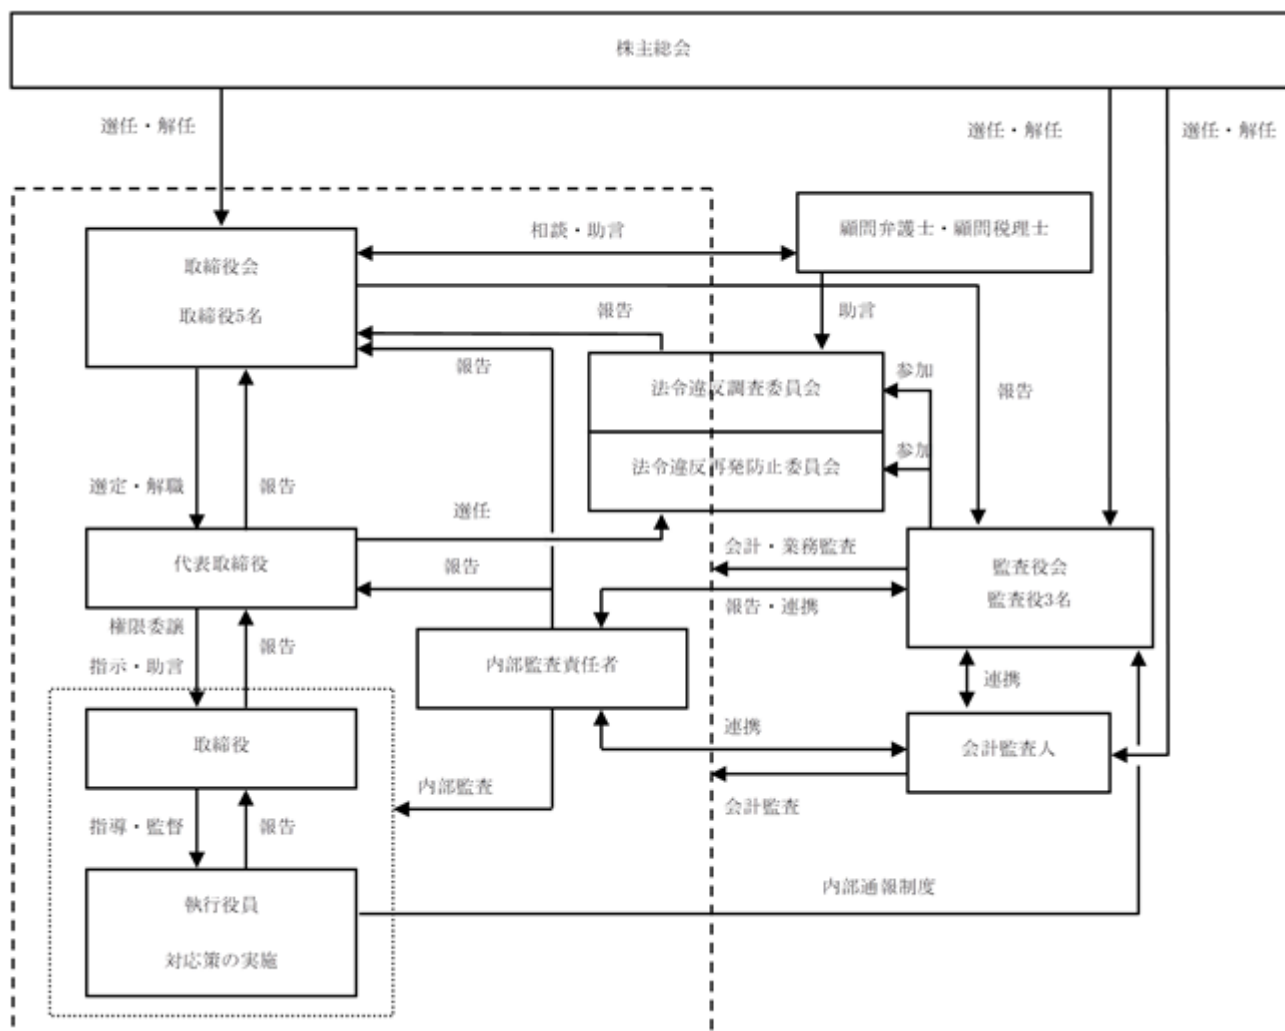 株主総会
選任・解任
選任・解任
選任・解任
相談・助言
顧問弁護士・顧問税理士
取締役会
取締役5名
報告
助言
報告
参加
法令違反調査委員会
報告
参加
法令違反再発防止委員会
選定・解職
報告
選任
会計・業務監査
代表取締役
報告
監査役会
監査役3名
報告・連携
権限委譲
指示・助言
報告
内部監査責任者
連携
取締役
連携
会計監査人
内部監査
会計監査
指導・監督
報告
内部通報制度
執行役員
対応策の実施